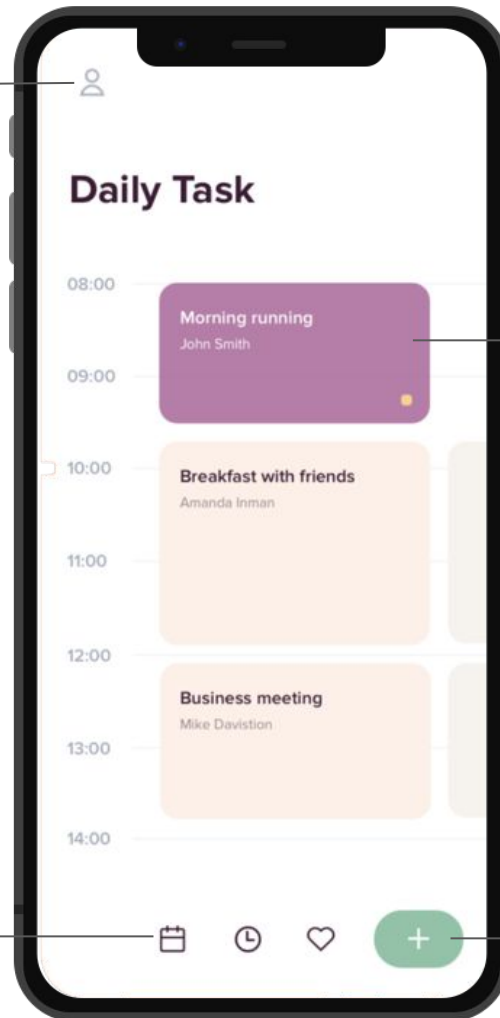 Daily Task
08:00
Morning running
John Smith
09:00
10:00
Breakfast with friends
Amanda Inman
11:00
12:00
Business meeting
Mike Davistion
13:00
14:00